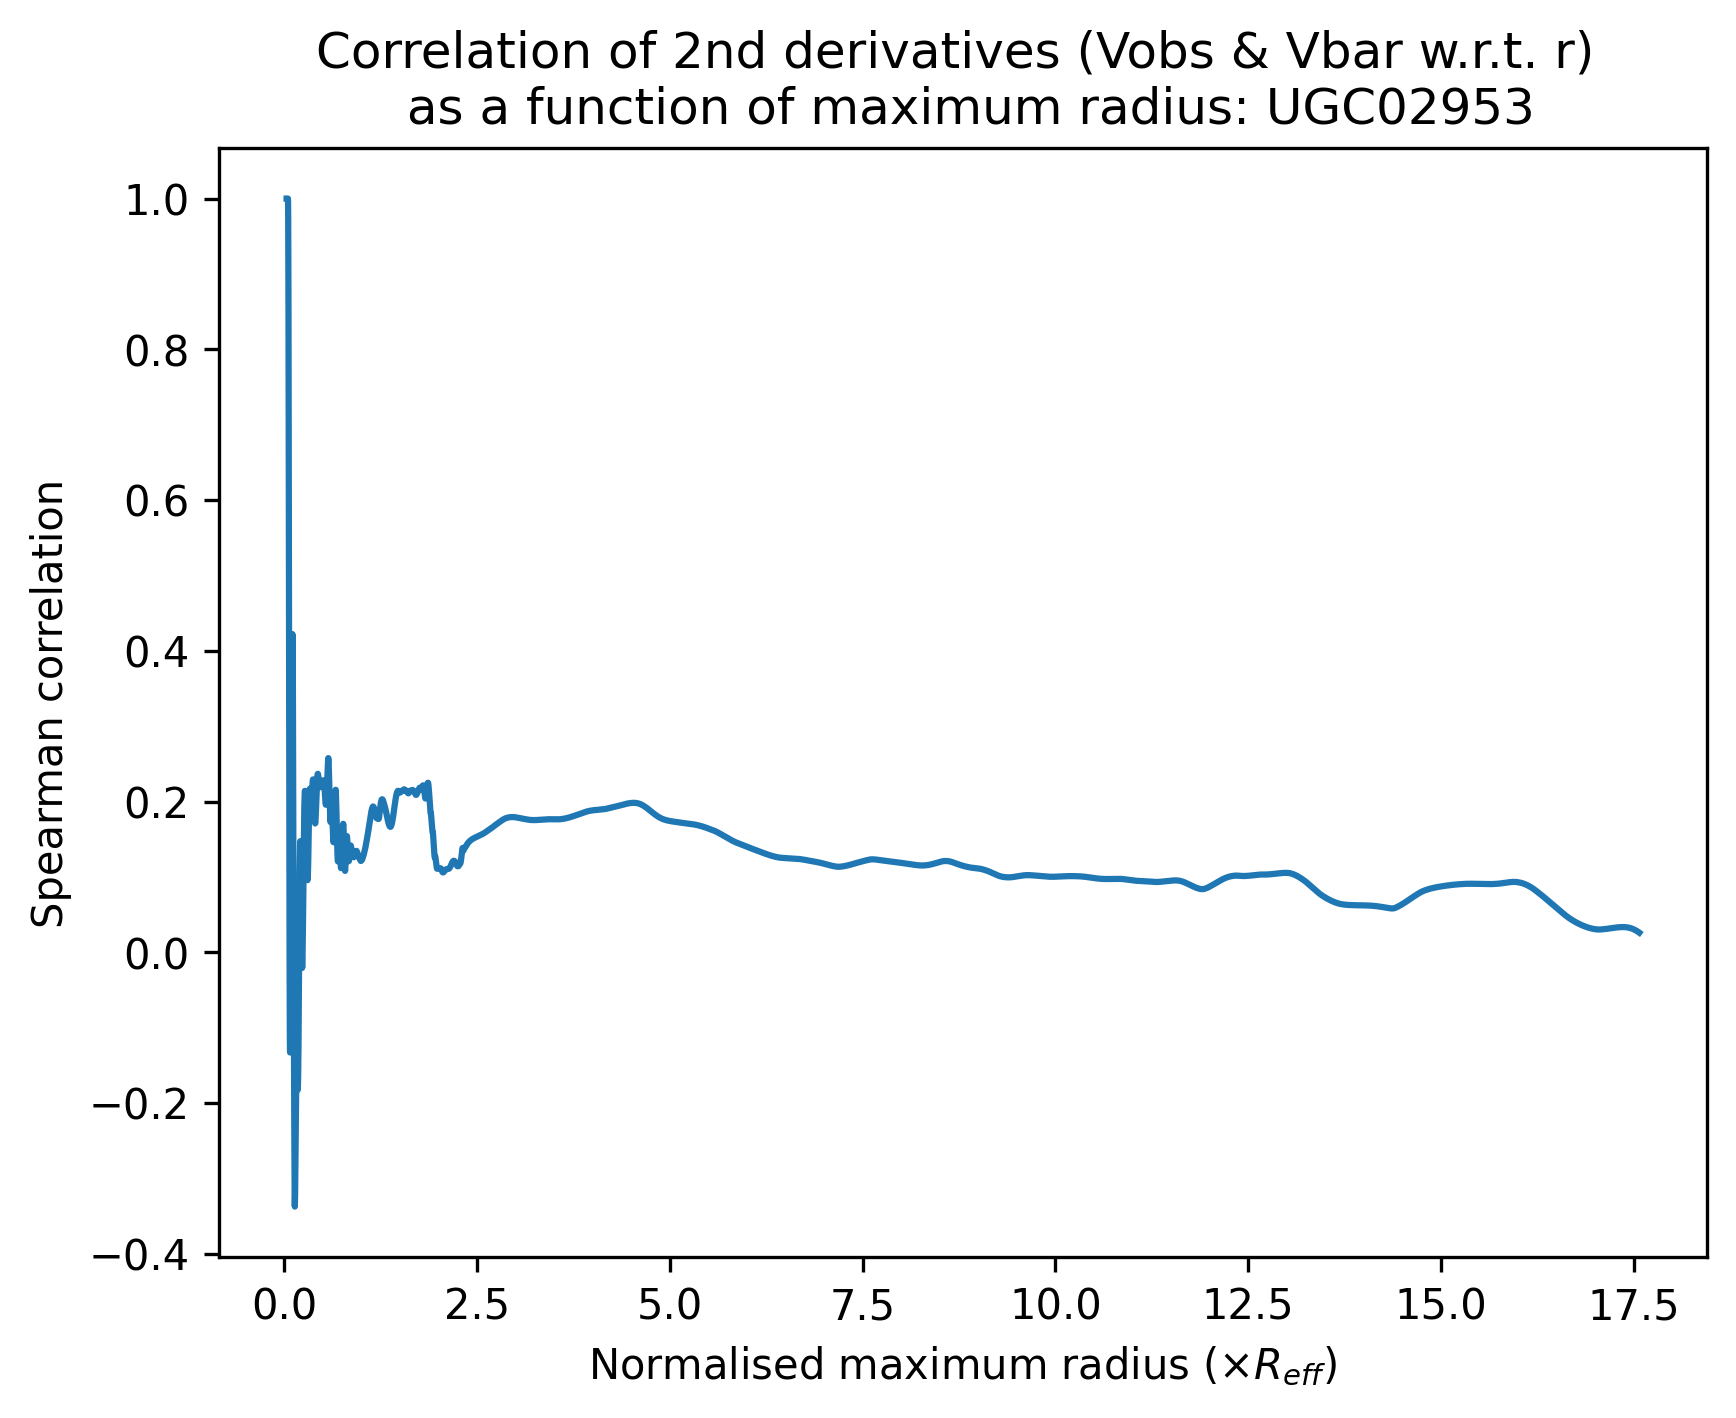 Correlation of 2nd derivatives (Vobs & Vbar w.r.t. r)
as a function of maximum radius: UGC02953
1.0
0.8
0.6
0.4
0.2
0.0
−0.2
−0.4
Spearman correlation
0.0 2.5 5.0 7.5 10.0 12.5 15.0 17.5
Normalised maximum radius (×R_eff)